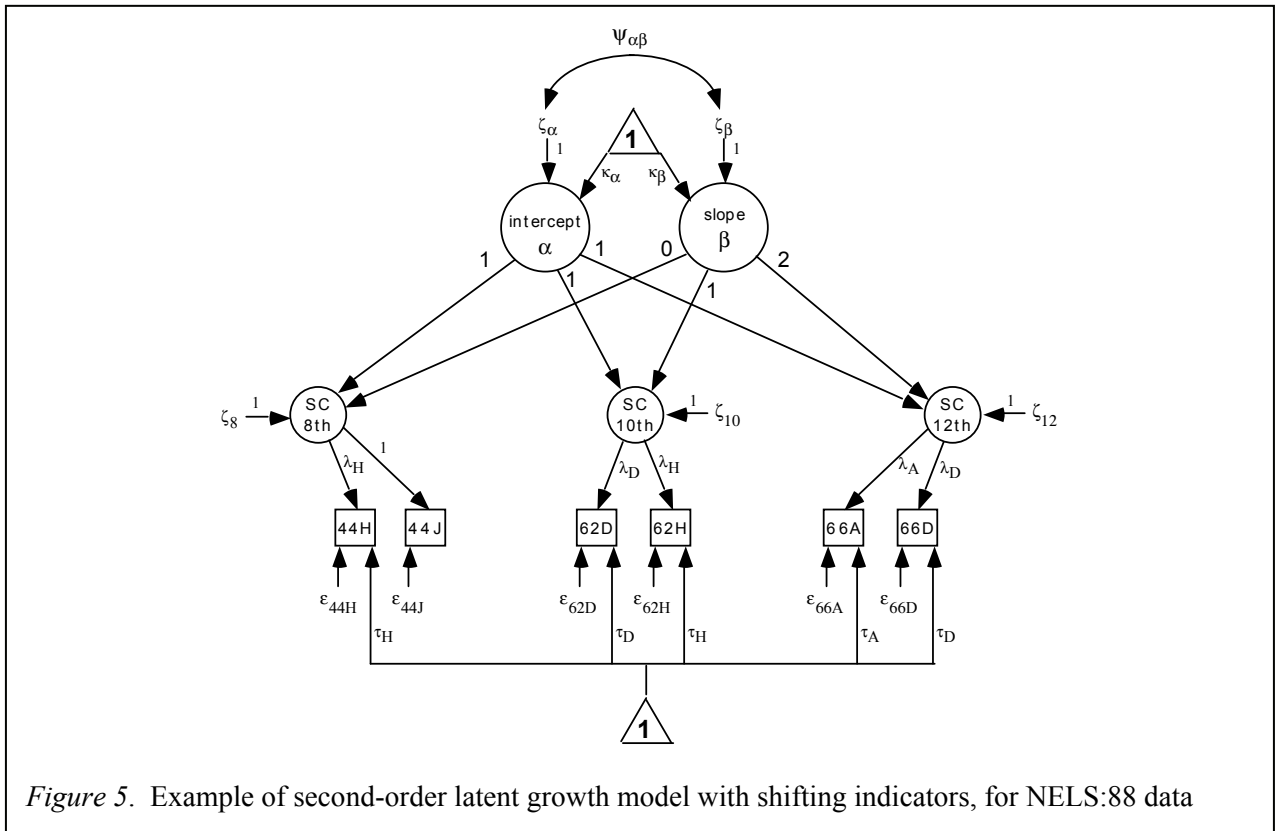 ψαβ
ζα ζβ
1 1 1
κα κβ
intercept slope
α β
1 1 1 0 1 2
SC SC SC
8th 10th 12th
ζ8 1 1 ζ10 1 ζ12
λH 1 λD λH λA λD
44H 44J 62D 62H 66A 66D
ε44H ε44J ε62D ε62H ε66A ε66D
τH τD τH τA τD
1
Figure 5. Example of second-order latent growth model with shifting indicators, for NELS:88 data